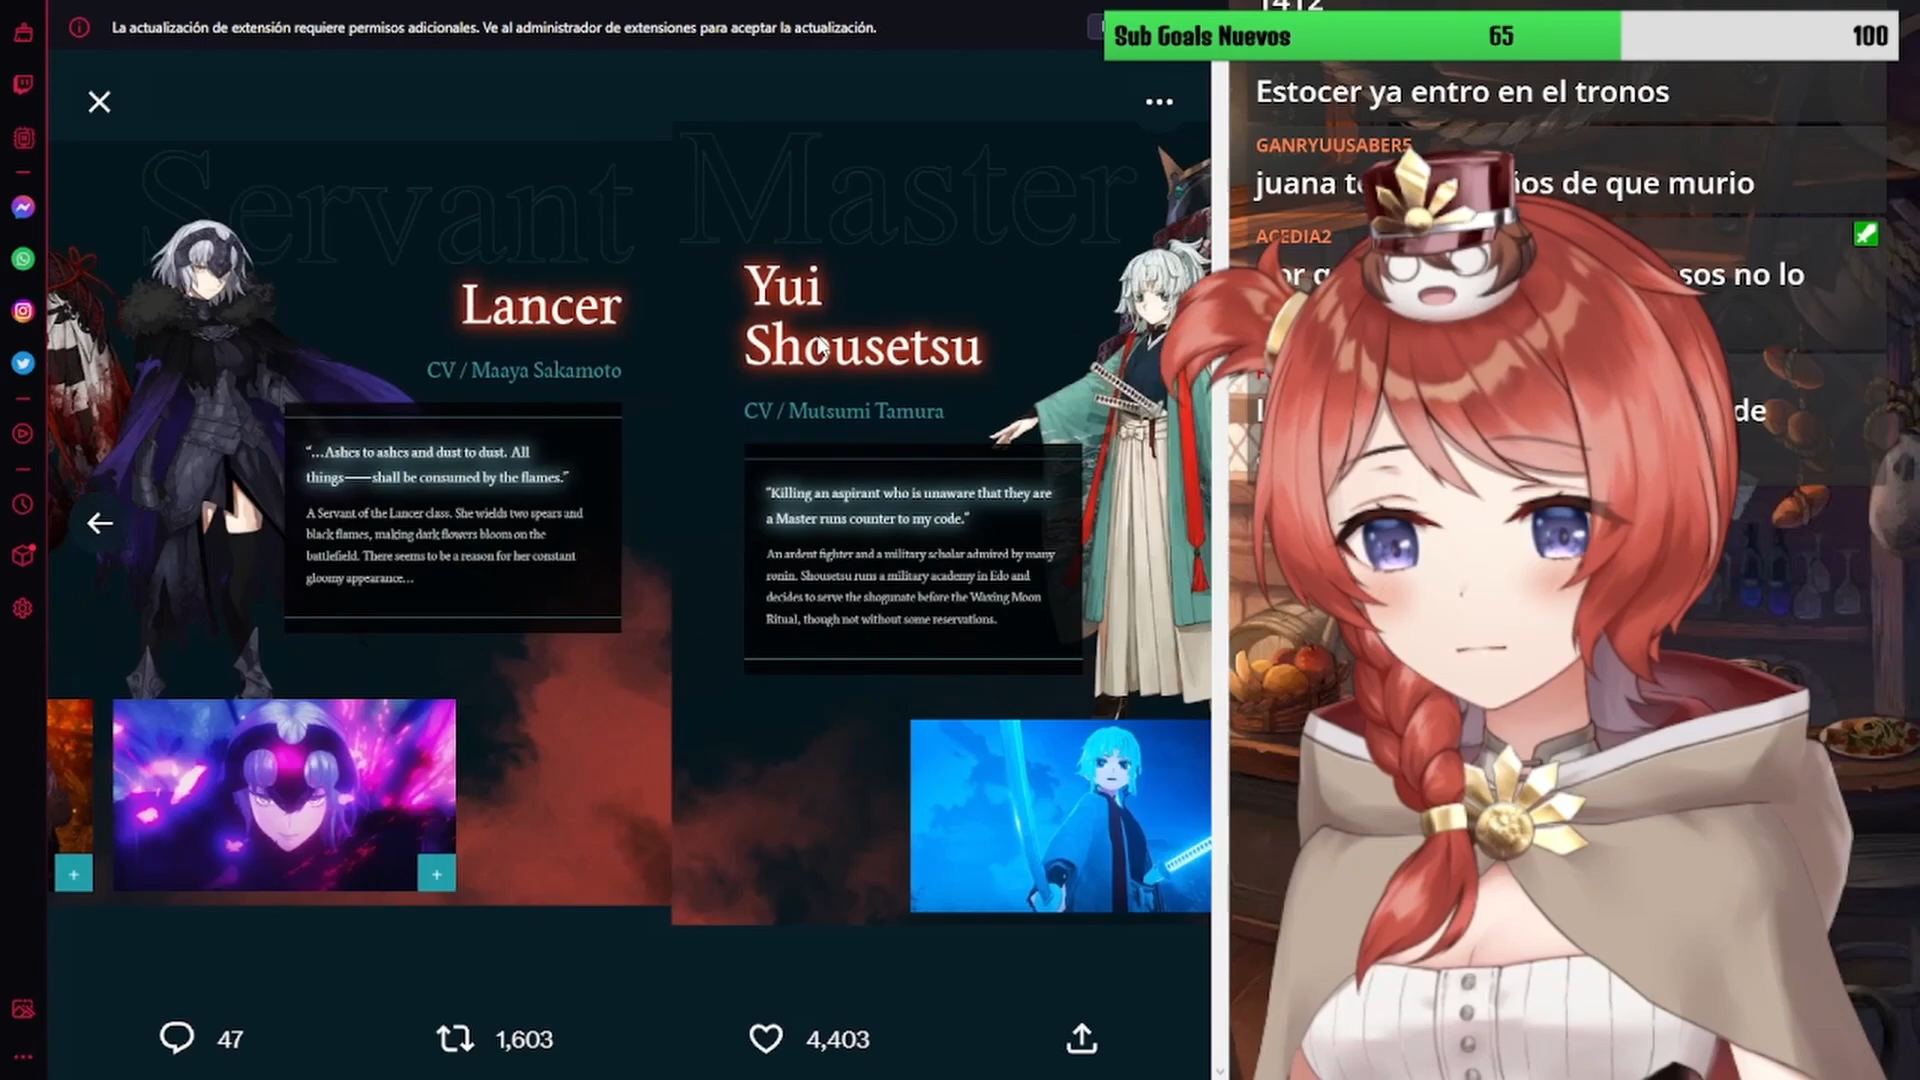 La actualización de extensión requiere permisos adicionales. Ve al administrador de extensiones para aceptar la actualización.
1412
Sub Goals Nuevos 65 100
Estocer ya entro en el tronos
GANRYUUSABER5
juana años de que murio
ACEDIA2
sos no lo
de
Servant
Lancer
CV / Maaya Sakamoto
"...Ashes to ashes and dust to dust. All
things——shall be consumed by the flames."
A Servant of the Lancer class. She wields two spears and
black flames, making dark flowers bloom on the
battlefield. There seems to be a reason for her constant
gloomy appearance...
Master
Yui
Shousetsu
CV / Mutsumi Tamura
"Killing an aspirant who is unaware that they are
a Master runs counter to my code."
An ardent fighter and a military scholar admired by many
ronin. Shousetsu runs a military academy in Edo and
decides to serve the shogunate before the Waxing Moon
Ritual, though not without some reservations.
47
1,603
4,403